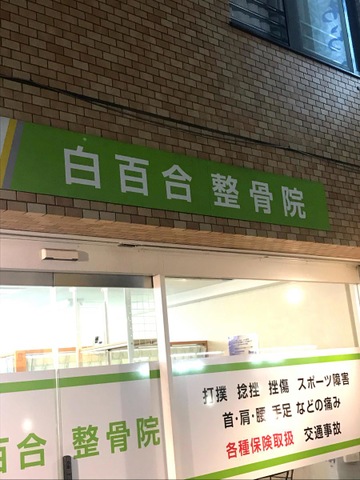 白百合 整骨院
打撲 捻挫 挫傷 スポーツ障害
首・肩・腰 手足 などの痛み
各種保険取扱 交通事故
百合 整骨院